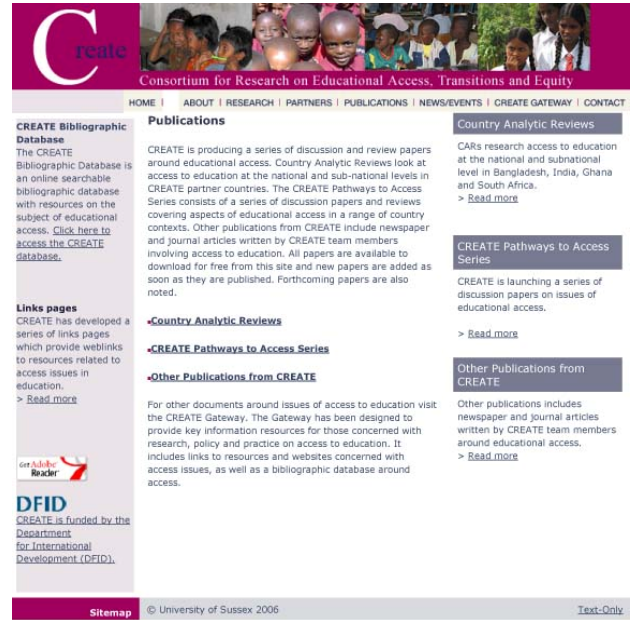 Create
Consortium for Research on Educational Access, Transitions and Equity
HOME | ABOUT | RESEARCH | PARTNERS | PUBLICATIONS | NEWS/EVENTS | CREATE GATEWAY | CONTACT
CREATE Bibliographic
Database
The CREATE
Bibliographic Database is
an online searchable
bibliographic database
with resources on the
subject of educational
access. Click here to
access the CREATE
database.
Links pages
CREATE has developed a
series of links pages
which provide weblinks
to resources related to
access issues in
education.
> Read more
Get Adobe
Reader
DFID
CREATE is funded by the
Department
for International
Development (DFID).
Publications
CREATE is producing a series of discussion and review papers
around educational access. Country Analytic Reviews look at
access to education at the national and sub-national levels in
CREATE partner countries. The CREATE Pathways to Access
Series consists of a series of discussion papers and reviews
covering aspects of educational access in a range of country
contexts. Other publications from CREATE include newspaper
and journal articles written by CREATE team members
involving access to education. All papers are available to
download for free from this site and new papers are added as
soon as they are published. Forthcoming papers are also
noted.
Country Analytic Reviews
CREATE Pathways to Access Series
Other Publications from CREATE
For other documents around issues of access to education visit
the CREATE Gateway. The Gateway has been designed to
provide key information resources for those concerned with
research, policy and practice on access to education. It
includes links to resources and websites concerned with
access issues, as well as a bibliographic database around
access.
Country Analytic Reviews
CARs research access to education
at the national and subnational
level in Bangladesh, India, Ghana
and South Africa.
> Read more
CREATE Pathways to Access
Series
CREATE is launching a series of
discussion papers on issues of
educational access.
> Read more
Other Publications from
CREATE
Other publications includes
newspaper and journal articles
written by CREATE team members
around educational access.
> Read more
Sitemap
© University of Sussex 2006
Text-Only